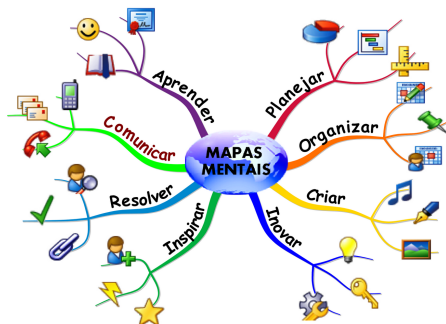 MAPAS
MENTAIS
Aprender
Comunicar
Resolver
Inspirar
Planejar
Organizar
Criar
Inovar